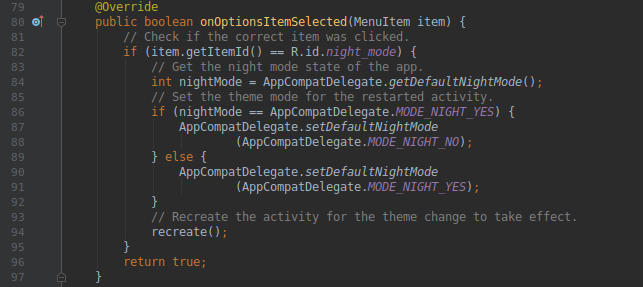 79 @Override
80 public boolean onOptionsItemSelected(MenuItem item) {
81 // Check if the correct item was clicked.
82 if (item.getItemId() == R.id.night_mode) {
83 // Get the night mode state of the app.
84 int nightMode = AppCompatDelegate.getDefaultNightMode();
85 // Set the theme mode for the restarted activity.
86 if (nightMode == AppCompatDelegate.MODE_NIGHT_YES) {
87 AppCompatDelegate.setDefaultNightMode
88 (AppCompatDelegate.MODE_NIGHT_NO);
89 } else {
90 AppCompatDelegate.setDefaultNightMode
91 (AppCompatDelegate.MODE_NIGHT_YES);
92 }
93 // Recreate the activity for the theme change to take effect.
94 recreate();
95 }
96 return true;
97 }